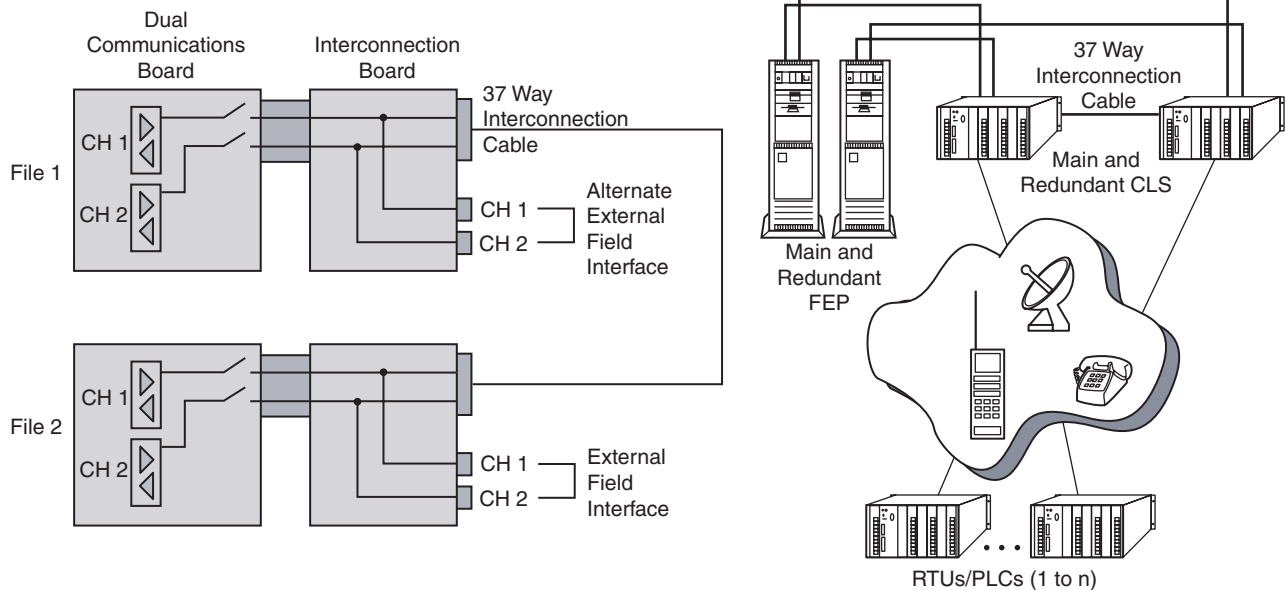 Dual
Communications
Board
Interconnection
Board
37 Way
Interconnection
Cable
File 1
CH 1
CH 2
CH 1
CH 2
Alternate
External
Field
Interface
File 2
CH 1
CH 2
CH 1
CH 2
External
Field
Interface
37 Way
Interconnection
Cable
Main and
Redundant CLS
Main and
Redundant
FEP
RTUs/PLCs (1 to n)